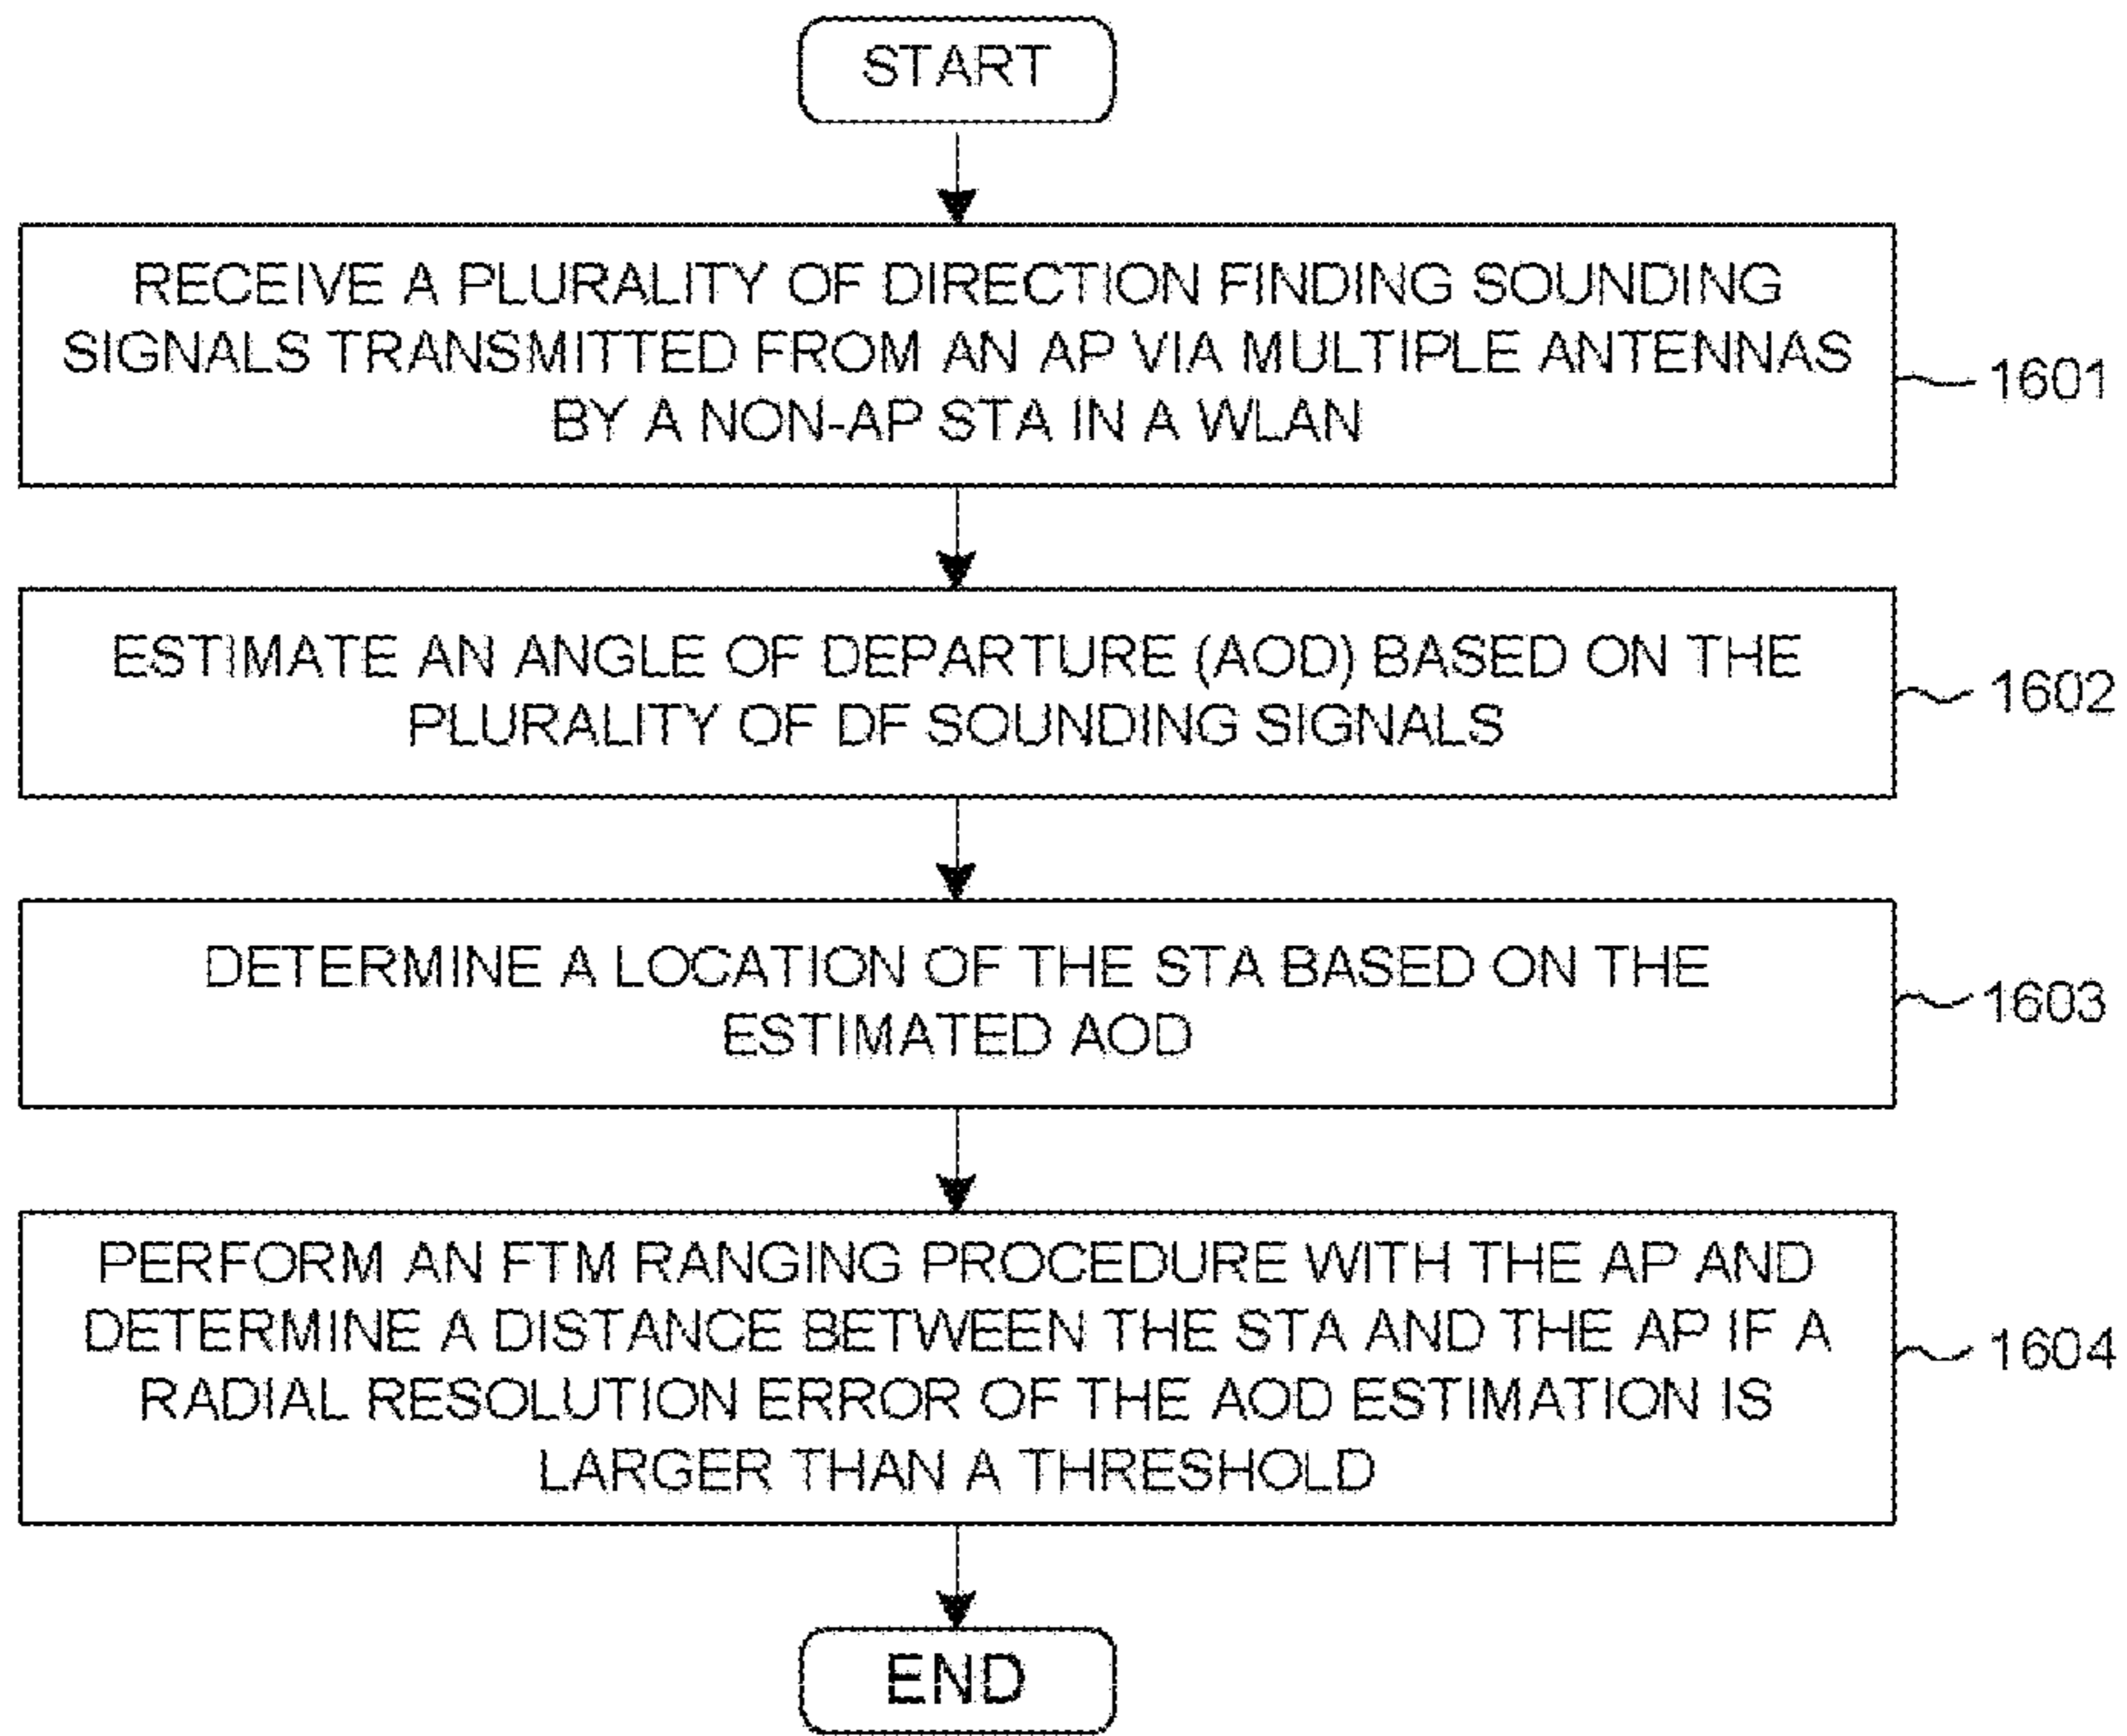 START
RECEIVE A PLURALITY OF DIRECTION FINDING SOUNDING
SIGNALS TRANSMITTED FROM AN AP VIA MULTIPLE ANTENNAS
BY A NON-AP STA IN A WLAN
1601
ESTIMATE AN ANGLE OF DEPARTURE (AOD) BASED ON THE
PLURALITY OF DF SOUNDING SIGNALS
1602
DETERMINE A LOCATION OF THE STA BASED ON THE
ESTIMATED AOD
1603
PERFORM AN FTM RANGING PROCEDURE WITH THE AP AND
DETERMINE A DISTANCE BETWEEN THE STA AND THE AP IF A
RADIAL RESOLUTION ERROR OF THE AOD ESTIMATION IS
LARGER THAN A THRESHOLD
1604
END